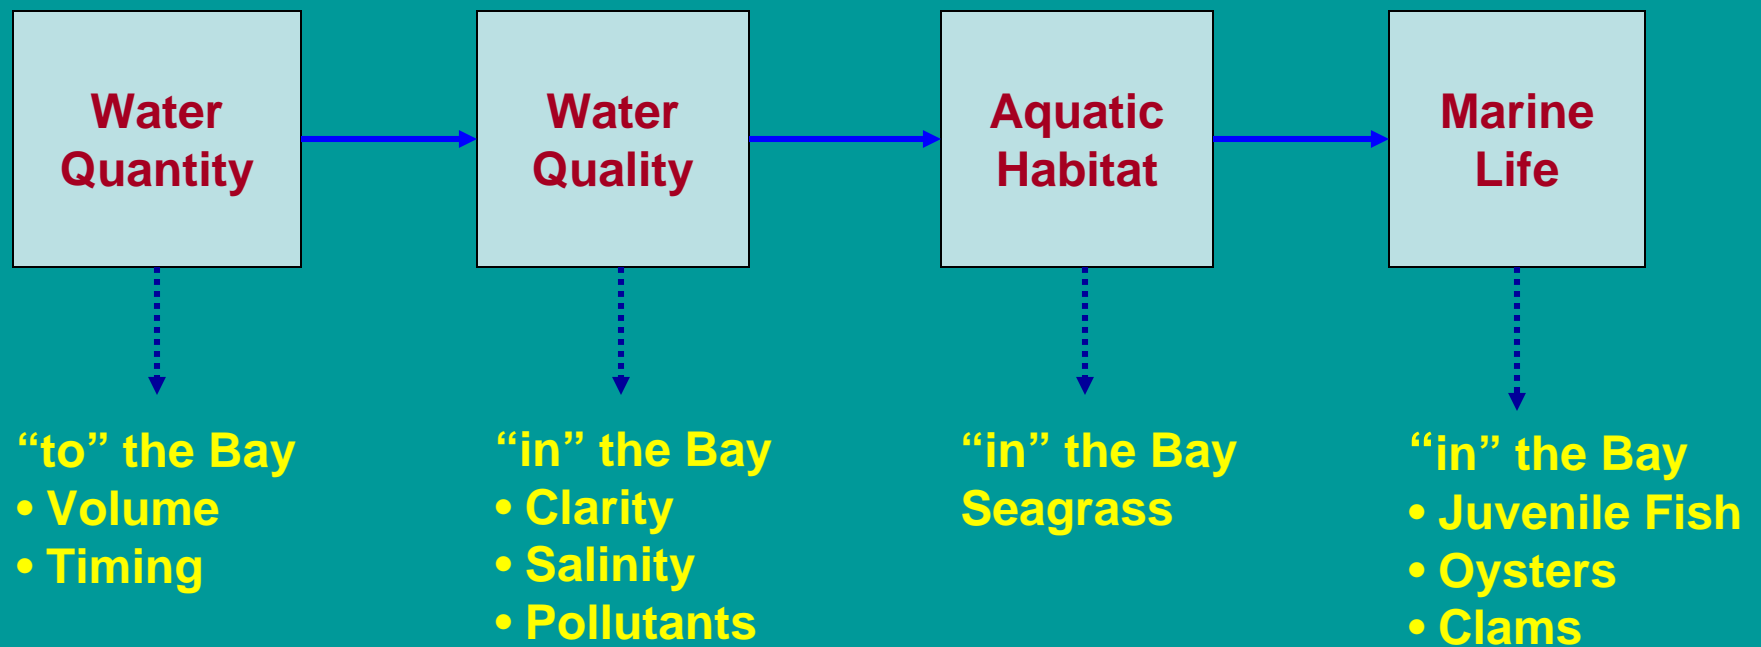 Water
Quantity
Water
Quality
Aquatic
Habitat
Marine
Life
“to” the Bay
• Volume
• Timing
“in” the Bay
• Clarity
• Salinity
• Pollutants
“in” the Bay
Seagrass
“in” the Bay
• Juvenile Fish
• Oysters
• Clams